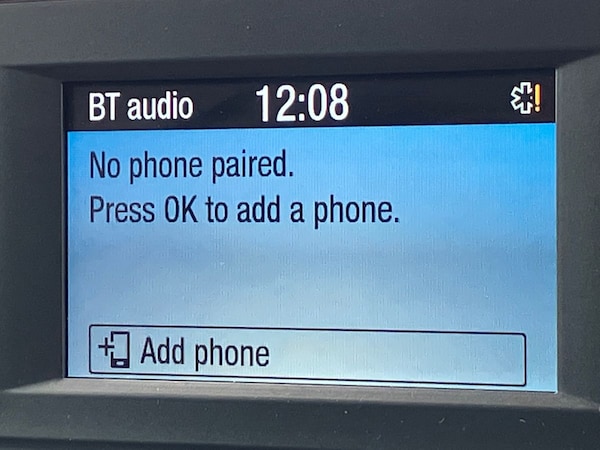 BT audio 12:08
No phone paired.
Press OK to add a phone.
Add phone